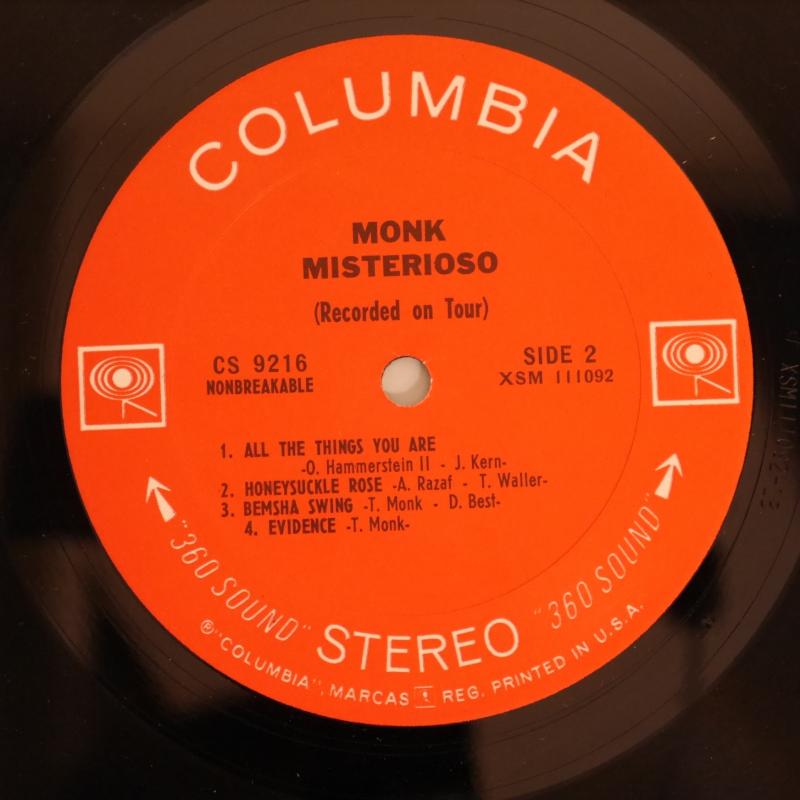 COLUMBIA
MONK
MISTERIOSO
(Recorded on Tour)
CS 9216
NONBREAKABLE
SIDE 2
XSM 111092
1. ALL THE THINGS YOU ARE
-O. Hammerstein II - J. Kern-
2. HONEYSUCKLE ROSE -A. Razaf - T. Waller-
3. BEMSHA SWING -T. Monk - D. Best-
4. EVIDENCE -T. Monk-
"360 SOUND" STEREO "360 SOUND"
℗"COLUMBIA", MARCAS REG. PRINTED IN U.S.A.